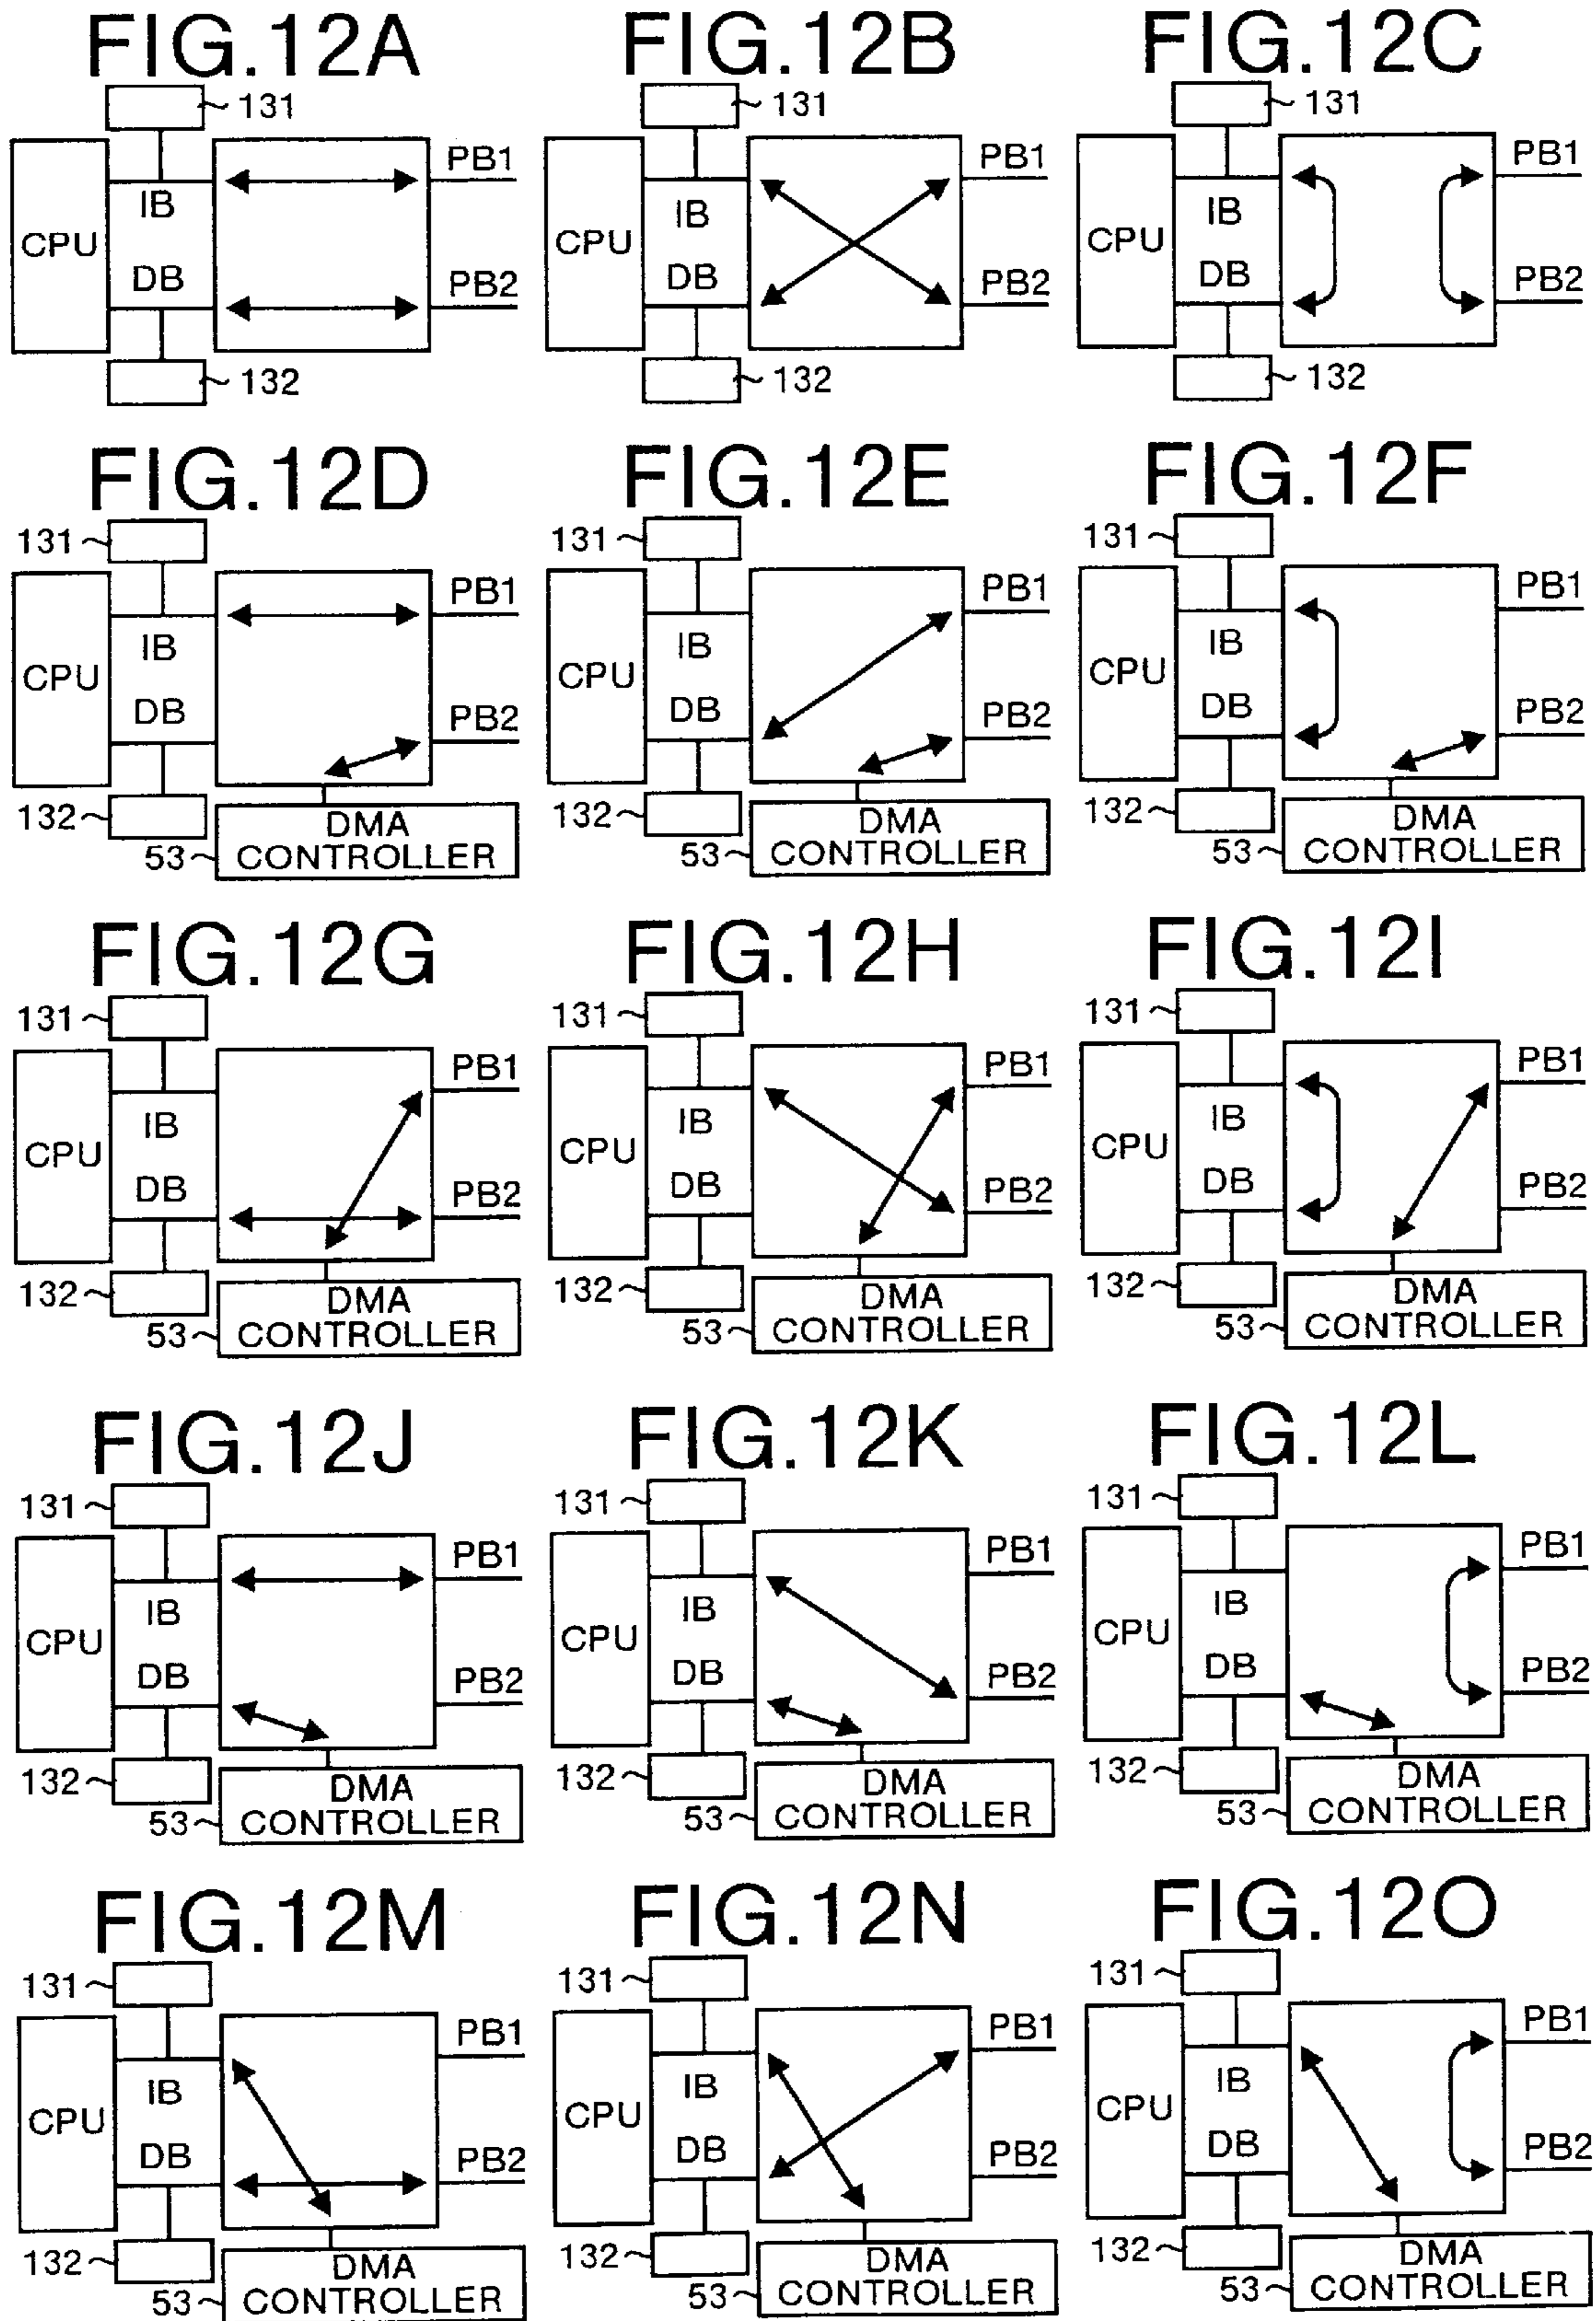 FIG.12A
131
CPU
IB
DB
PB1
PB2
132
FIG.12B
131
CPU
IB
DB
PB1
PB2
132
FIG.12C
131
CPU
IB
DB
PB1
PB2
132
FIG.12D
131
CPU
IB
DB
PB1
PB2
132
53
DMA
CONTROLLER
FIG.12E
131
CPU
IB
DB
PB1
PB2
132
53
DMA
CONTROLLER
FIG.12F
131
CPU
IB
DB
PB1
PB2
132
53
DMA
CONTROLLER
FIG.12G
131
CPU
IB
DB
PB1
PB2
132
53
DMA
CONTROLLER
FIG.12H
131
CPU
IB
DB
PB1
PB2
132
53
DMA
CONTROLLER
FIG.12I
131
CPU
IB
DB
PB1
PB2
132
53
DMA
CONTROLLER
FIG.12J
131
CPU
IB
DB
PB1
PB2
132
53
DMA
CONTROLLER
FIG.12K
131
CPU
IB
DB
PB1
PB2
132
53
DMA
CONTROLLER
FIG.12L
131
CPU
IB
DB
PB1
PB2
132
53
DMA
CONTROLLER
FIG.12M
131
CPU
IB
DB
PB1
PB2
132
53
DMA
CONTROLLER
FIG.12N
131
CPU
IB
DB
PB1
PB2
132
53
DMA
CONTROLLER
FIG.12O
131
CPU
IB
DB
PB1
PB2
132
53
DMA
CONTROLLER